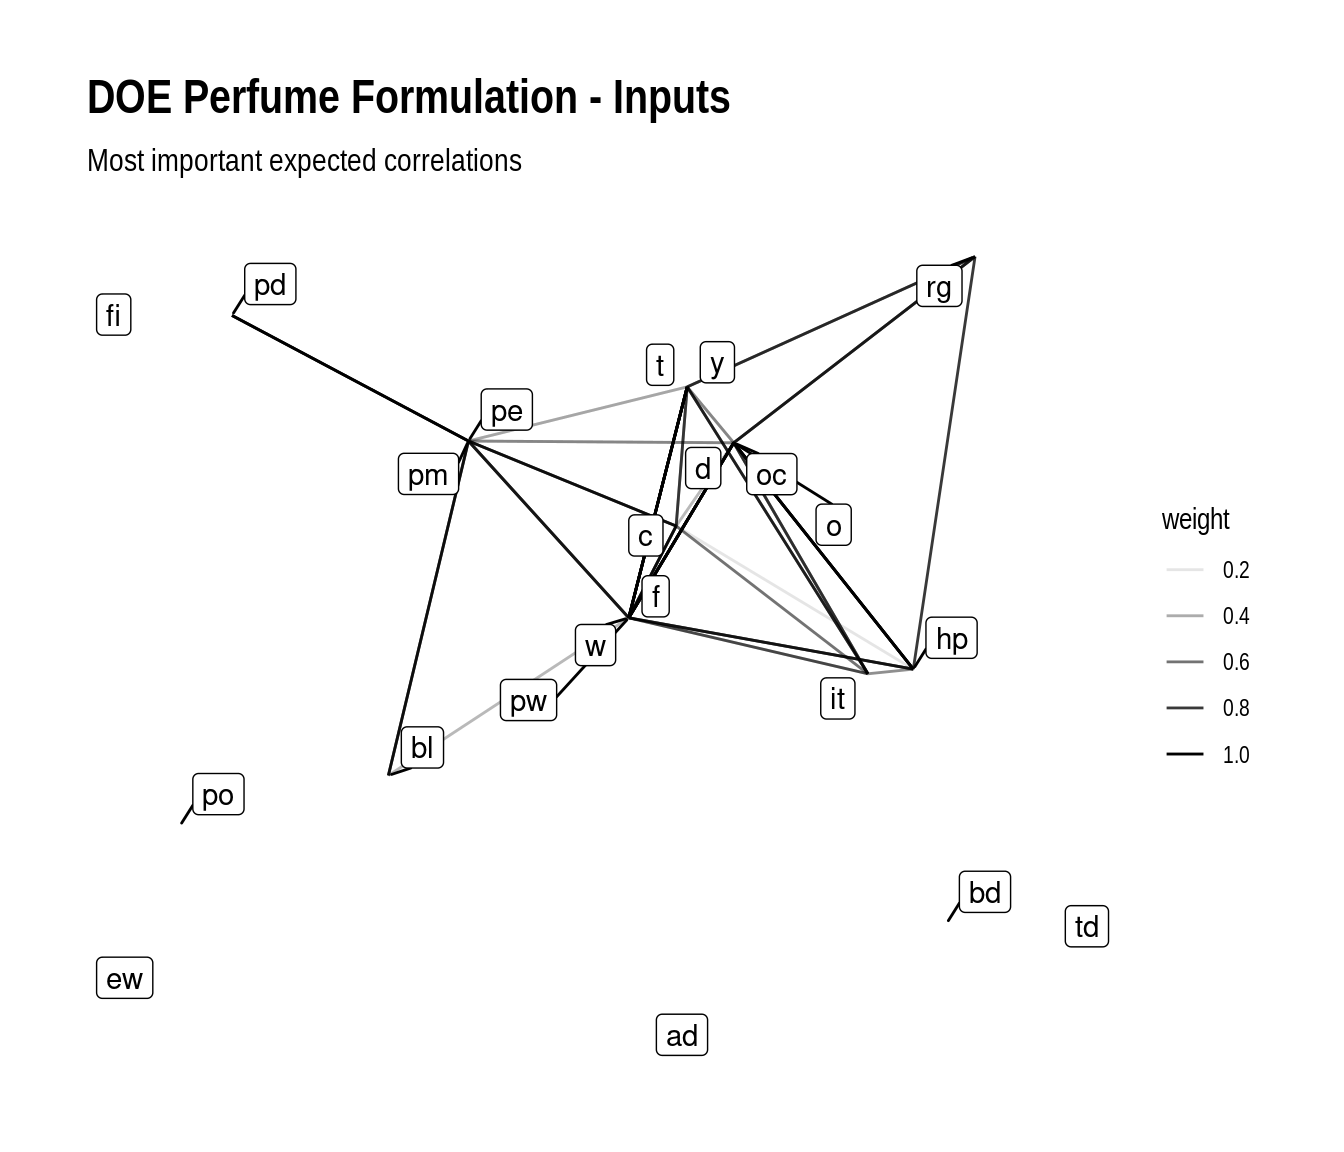 DOE Perfume Formulation - Inputs
Most important expected correlations
pd
fi
rg
t
y
pe
pm
d
oc
o
c
f
w
hp
pw
it
bl
po
bd
td
ew
ad
weight
0.2
0.4
0.6
0.8
1.0